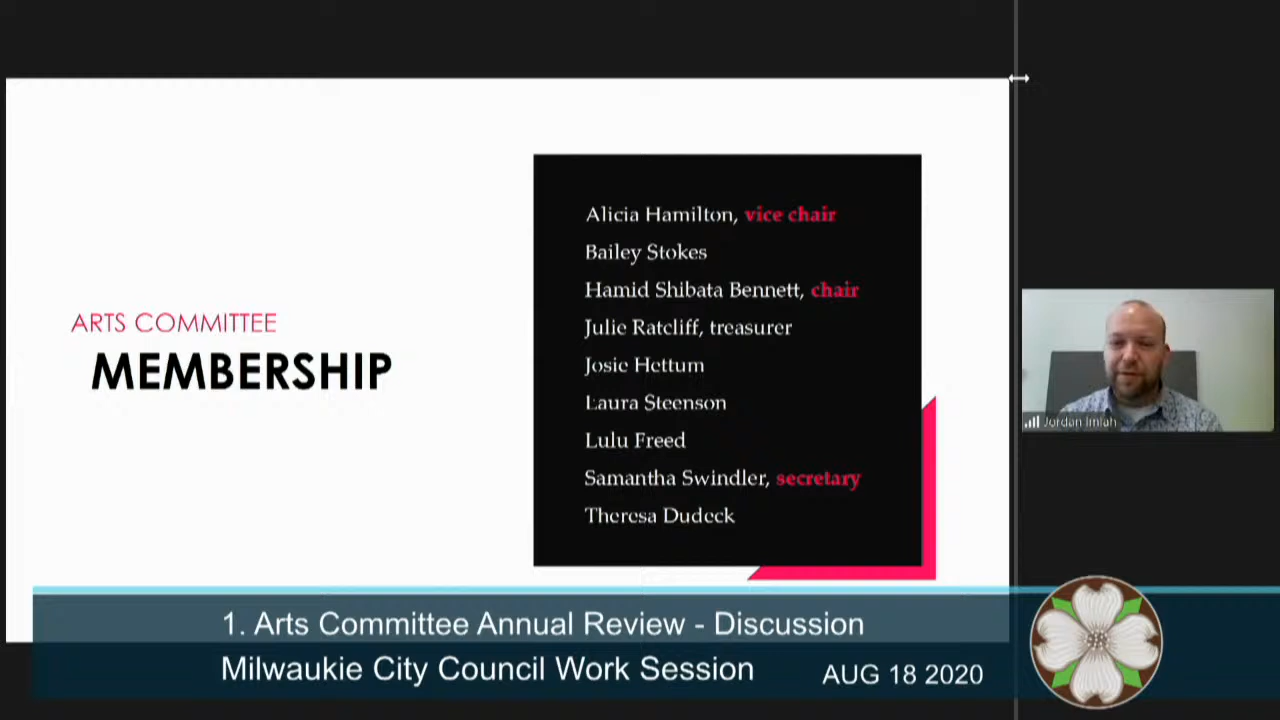 ARTS COMMITTEE
MEMBERSHIP
Alicia Hamilton, vice chair
Bailey Stokes
Hamid Shibata Bennett, chair
Julie Ratcliff, treasurer
Josie Hettum
Laura Steenson
Lulu Freed
Samantha Swindler, secretary
Theresa Dudeck
Jordan Imlah
1. Arts Committee Annual Review - Discussion
Milwaukie City Council Work Session
AUG 18 2020